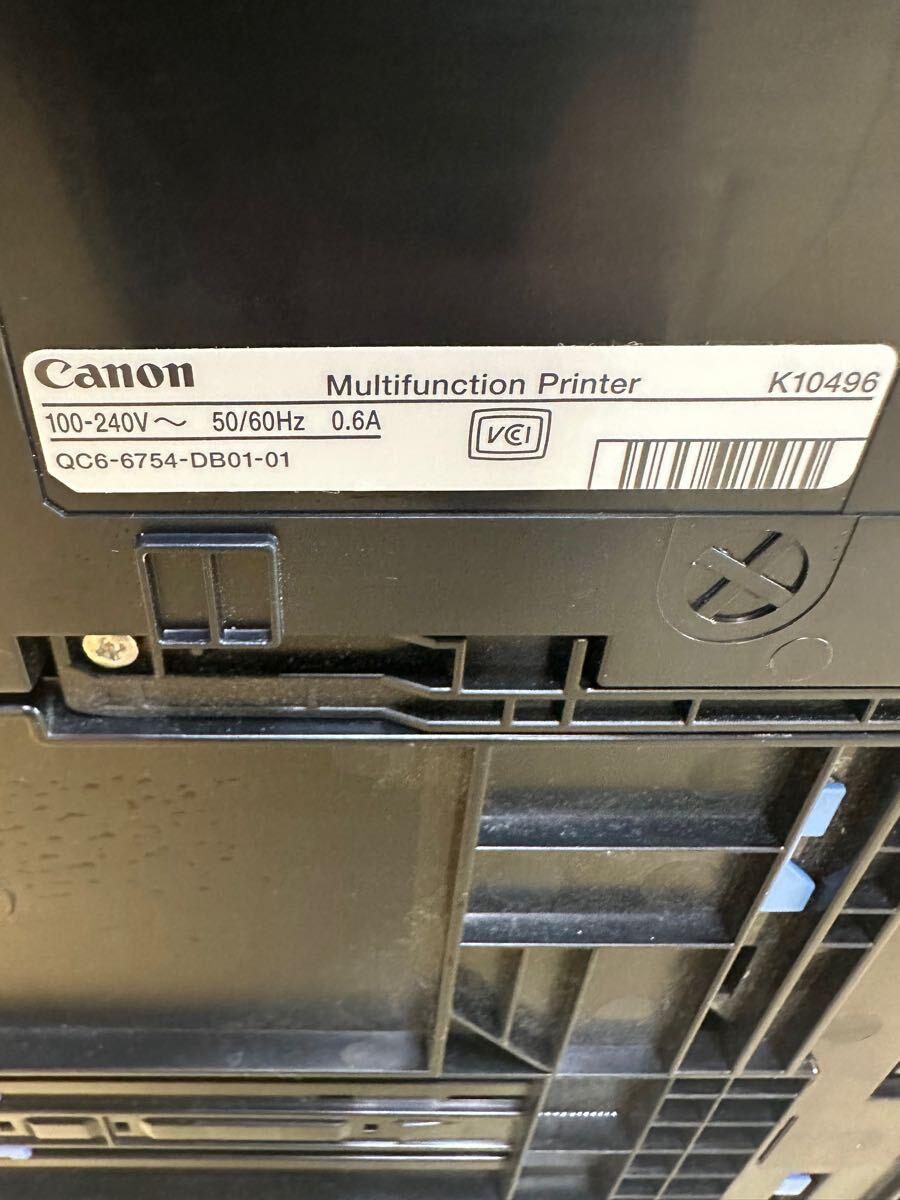 Canon
Multifunction Printer
K10496
100-240V～ 50/60Hz 0.6A
VCI
QC6-6754-DB01-01